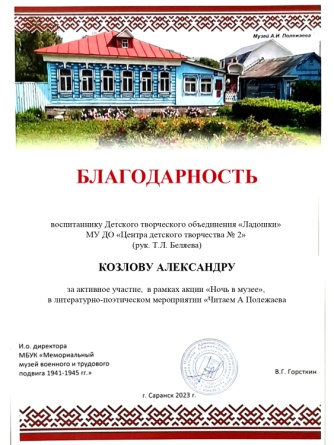 Музей А.И. Полежаева
БЛАГОДАРНОСТЬ
воспитаннику Детского творческого объединения «Ладошки»
МУ ДО «Центра детского творчества № 2»
(рук. Т.Л. Беляева)
КОЗЛОВУ АЛЕКСАНДРУ
за активное участие, в рамках акции «Ночь в музее»,
в литературно-поэтическом мероприятии «Читаем А Полежаева
И.о. директора
МБУК «Мемориальный
музей военного и трудового
подвига 1941-1945 гг.»
В.Г. Горсткин
г. Саранск 2023 г.